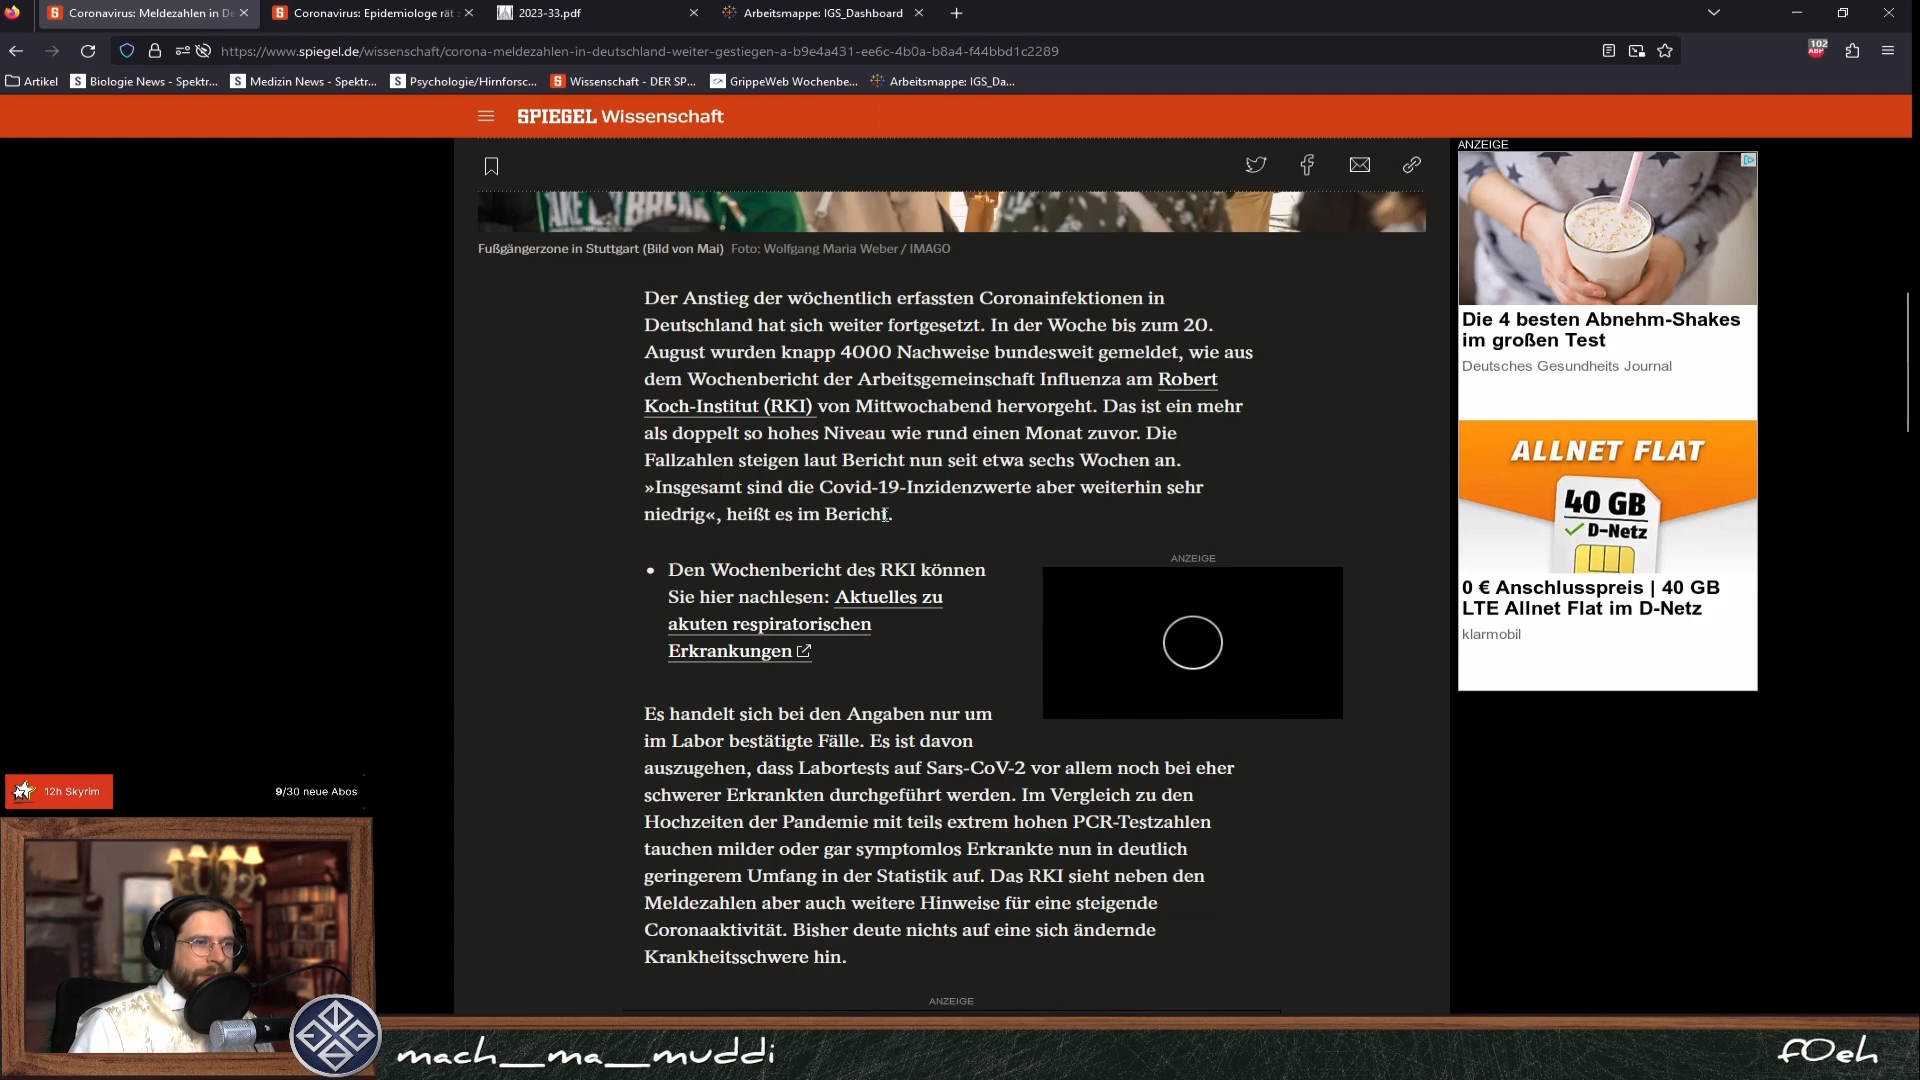 Coronavirus: Meldezahlen in De
Coronavirus: Epidemiologe rät
2023-33.pdf
Arbeitsmappe: IGS_Dashboard
https://www.spiegel.de/wissenschaft/corona-meldezahlen-in-deutschland-weiter-gestiegen-a-b9e4a431-ee6c-4b0a-b8a4-f44bbd1c2289
102
ABP
Artikel
Biologie News - Spektr...
Medizin News - Spektr...
Psychologie/Hirnforsc...
Wissenschaft - DER SP...
GrippeWeb Wochenbe...
Arbeitsmappe: IGS_Da...
SPIEGEL Wissenschaft
Fußgängerzone in Stuttgart (Bild von Mai) Foto: Wolfgang Maria Weber / IMAGO
Der Anstieg der wöchentlich erfassten Coronainfektionen in
Deutschland hat sich weiter fortgesetzt. In der Woche bis zum 20.
August wurden knapp 4000 Nachweise bundesweit gemeldet, wie aus
dem Wochenbericht der Arbeitsgemeinschaft Influenza am Robert
Koch-Institut (RKI) von Mittwochabend hervorgeht. Das ist ein mehr
als doppelt so hohes Niveau wie rund einen Monat zuvor. Die
Fallzahlen steigen laut Bericht nun seit etwa sechs Wochen an.
»Insgesamt sind die Covid-19-Inzidenzwerte aber weiterhin sehr
niedrig«, heißt es im Bericht.
• Den Wochenbericht des RKI können
Sie hier nachlesen: Aktuelles zu
akuten respiratorischen
Erkrankungen
ANZEIGE
Es handelt sich bei den Angaben nur um
im Labor bestätigte Fälle. Es ist davon
auszugehen, dass Labortests auf Sars-CoV-2 vor allem noch bei eher
schwerer Erkrankten durchgeführt werden. Im Vergleich zu den
Hochzeiten der Pandemie mit teils extrem hohen PCR-Testzahlen
tauchen milder oder gar symptomlos Erkrankte nun in deutlich
geringerem Umfang in der Statistik auf. Das RKI sieht neben den
Meldezahlen aber auch weitere Hinweise für eine steigende
Coronaaktivität. Bisher deute nichts auf eine sich ändernde
Krankheitsschwere hin.
ANZEIGE
ANZEIGE
Die 4 besten Abnehm-Shakes
im großen Test
Deutsches Gesundheits Journal
ALLNET FLAT
40 GB
D-Netz
0 € Anschlusspreis | 40 GB
LTE Allnet Flat im D-Netz
klarmobil
12h Skyrim
9/30 neue Abos
mach__ma__muddi
f0eh